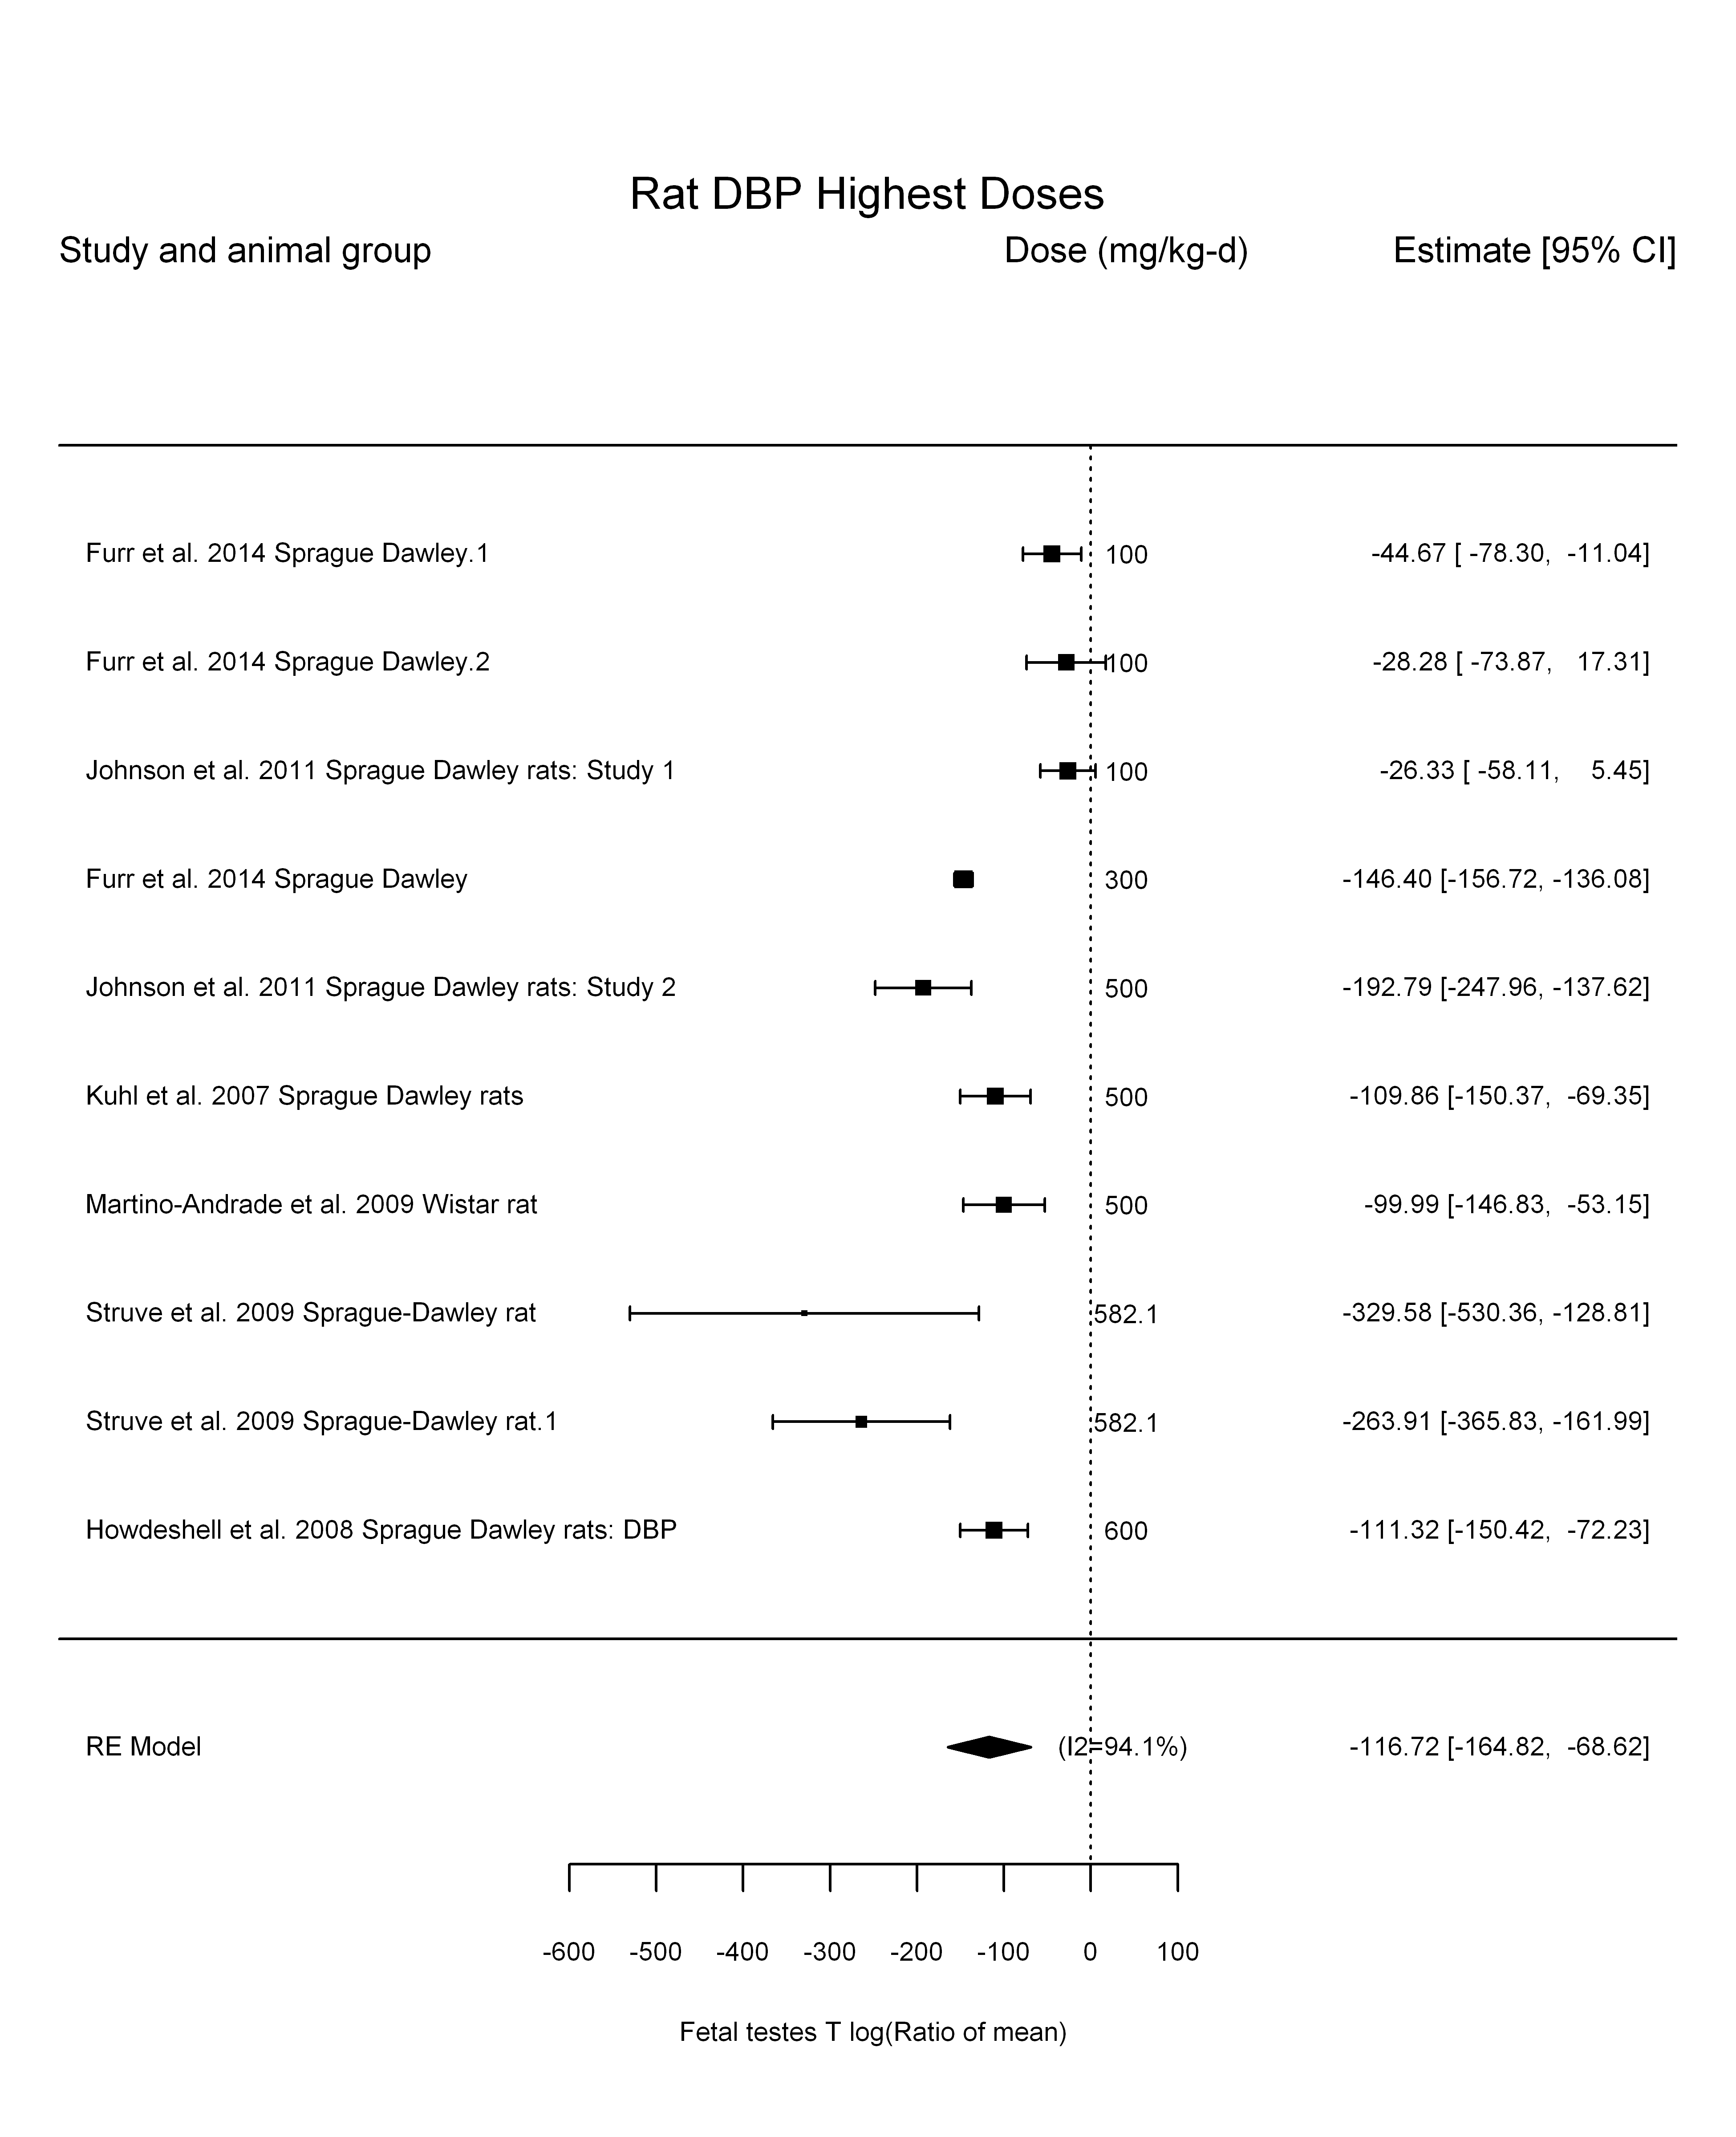 Rat DBP Highest Doses
Study and animal group Dose (mg/kg-d) Estimate [95% CI]
Furr et al. 2014 Sprague Dawley.1 100 -44.67 [ -78.30, -11.04]
Furr et al. 2014 Sprague Dawley.2 100 -28.28 [ -73.87, 17.31]
Johnson et al. 2011 Sprague Dawley rats: Study 1 100 -26.33 [ -58.11, 5.45]
Furr et al. 2014 Sprague Dawley 300 -146.40 [-156.72, -136.08]
Johnson et al. 2011 Sprague Dawley rats: Study 2 500 -192.79 [-247.96, -137.62]
Kuhl et al. 2007 Sprague Dawley rats 500 -109.86 [-150.37, -69.35]
Martino-Andrade et al. 2009 Wistar rat 500 -99.99 [-146.83, -53.15]
Struve et al. 2009 Sprague-Dawley rat 582.1 -329.58 [-530.36, -128.81]
Struve et al. 2009 Sprague-Dawley rat.1 582.1 -263.91 [-365.83, -161.99]
Howdeshell et al. 2008 Sprague Dawley rats: DBP 600 -111.32 [-150.42, -72.23]
RE Model (I2=94.1%) -116.72 [-164.82, -68.62]
-600 -500 -400 -300 -200 -100 0 100
Fetal testes T log(Ratio of mean)